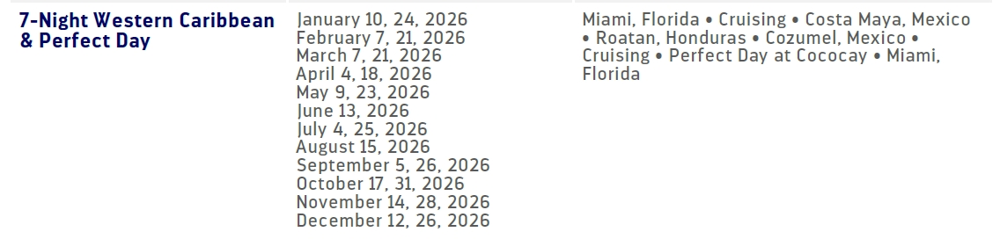 7-Night Western Caribbean
& Perfect Day
January 10, 24, 2026
February 7, 21, 2026
March 7, 21, 2026
April 4, 18, 2026
May 9, 23, 2026
June 13, 2026
July 4, 25, 2026
August 15, 2026
September 5, 26, 2026
October 17, 31, 2026
November 14, 28, 2026
December 12, 26, 2026
Miami, Florida • Cruising • Costa Maya, Mexico
• Roatan, Honduras • Cozumel, Mexico •
Cruising • Perfect Day at Cococay • Miami,
Florida